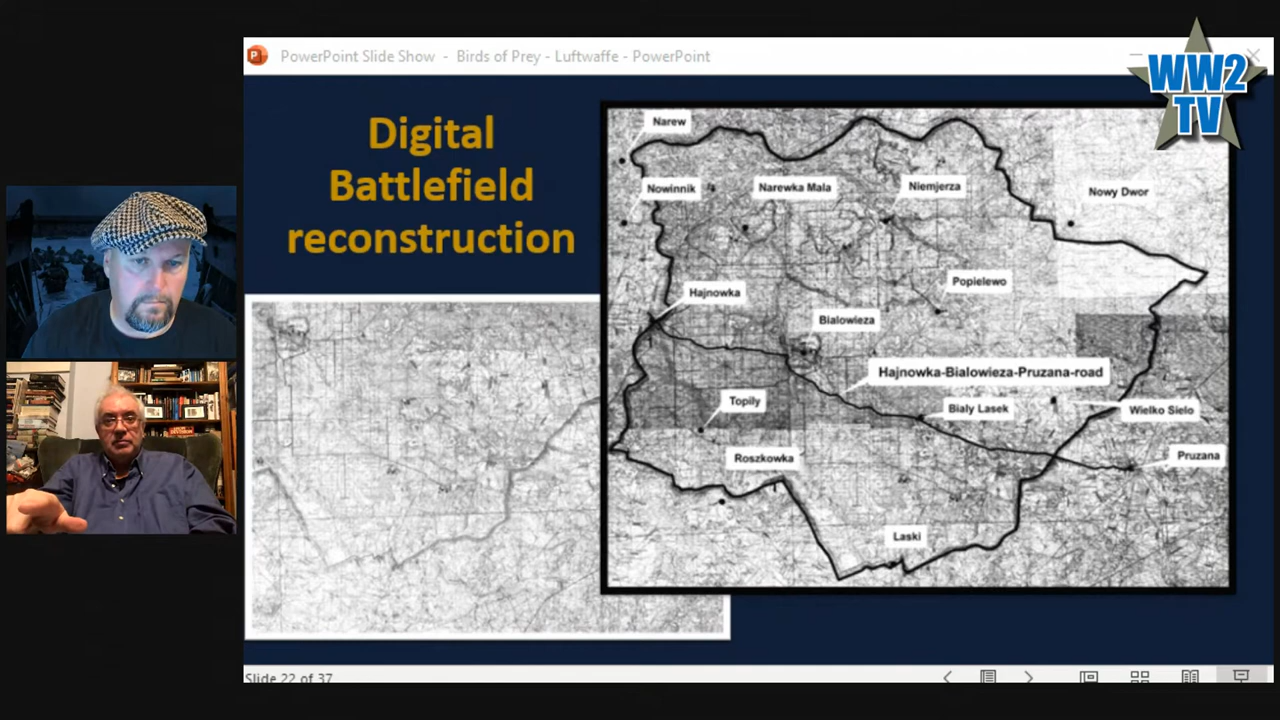 PowerPoint Slide Show - Birds of Prey - Luftwaffe - PowerPoint
WW2
TV
Digital
Battlefield
reconstruction
Narew
Nowinnik
Narewka Mala
Niemjerza
Nowy Dwor
Hajnowka
Popielewo
Bialowieza
Hajnowka-Bialowieza-Pruzana-road
Topily
Bialy Lasek
Wielko Sielo
Roszkowka
Pruzana
Laski
Slide 22 of 37